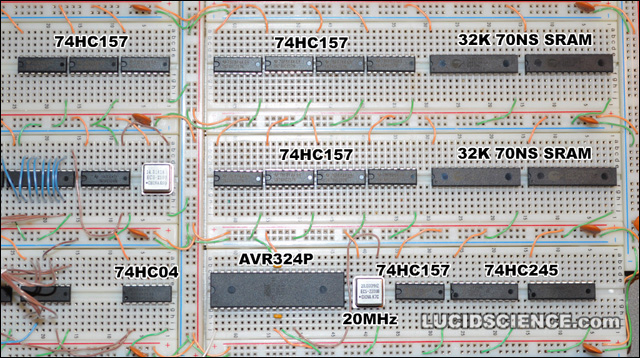 74HC157
74HC157
32K 70NS SRAM
74HC157
32K 70NS SRAM
AVR324P
74HC04
74HC157
74HC245
20MHz
LUCIDSCIENCE.COM